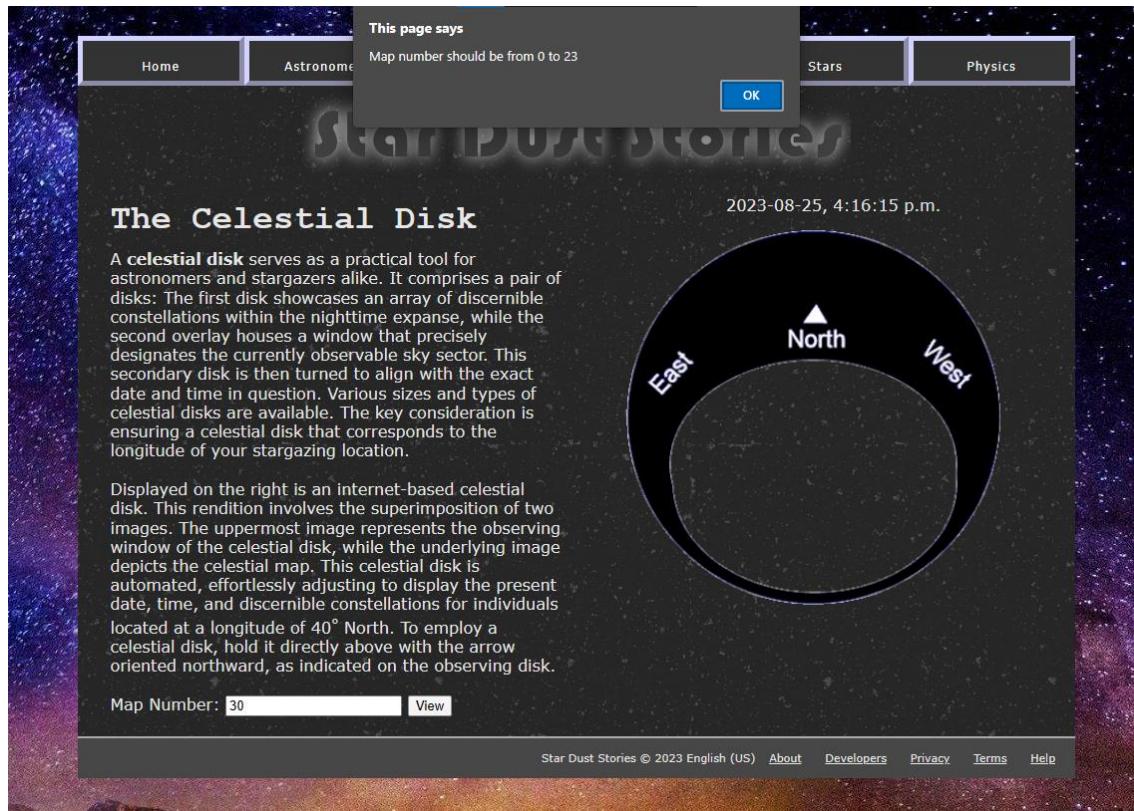 This page says
Map number should be from 0 to 23
OK
Home
Stars
Physics
Star Dust Stories
The Celestial Disk
A celestial disk serves as a practical tool for
astronomers and stargazers alike. It comprises a pair of
disks: The first disk showcases an array of discernible
constellations within the nighttime expanse, while the
second overlay houses a window that precisely
designates the currently observable sky sector. This
secondary disk is then turned to align with the exact
date and time in question. Various sizes and types of
celestial disks are available. The key consideration is
ensuring a celestial disk that corresponds to the
longitude of your stargazing location.
Displayed on the right is an internet-based celestial
disk. This rendition involves the superimposition of two
images. The uppermost image represents the observing
window of the celestial disk, while the underlying image
depicts the celestial map. This celestial disk is
automated, effortlessly adjusting to display the present
date, time, and discernible constellations for individuals
located at a longitude of 40° North. To employ a
celestial disk, hold it directly above with the arrow
oriented northward, as indicated on the observing disk.
Map Number: 30 View
2023-08-25, 4:16:15 p.m.
North
East
West
Star Dust Stories © 2023 English (US) About Developers Privacy Terms Help